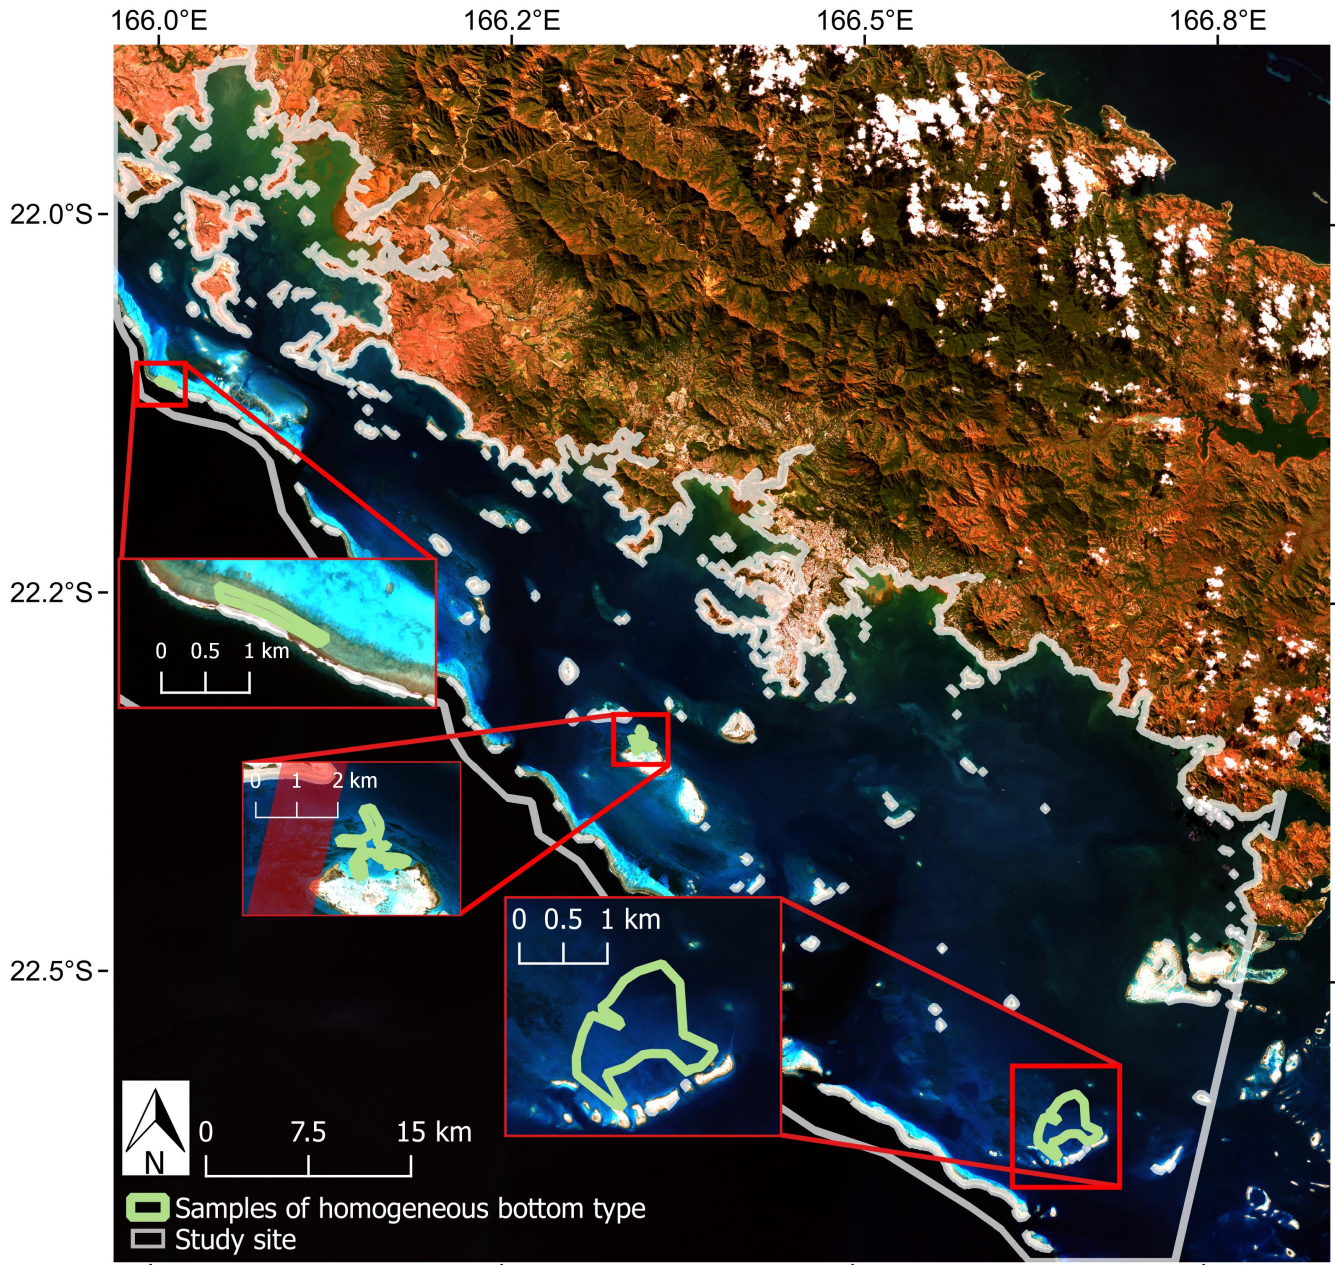 166.0°E 166.2°E 166.5°E 166.8°E
22.0°S
22.2°S
0 0.5 1 km
0 1 2 km
0 0.5 1 km
22.5°S
0 7.5 15 km
N
Samples of homogeneous bottom type
Study site